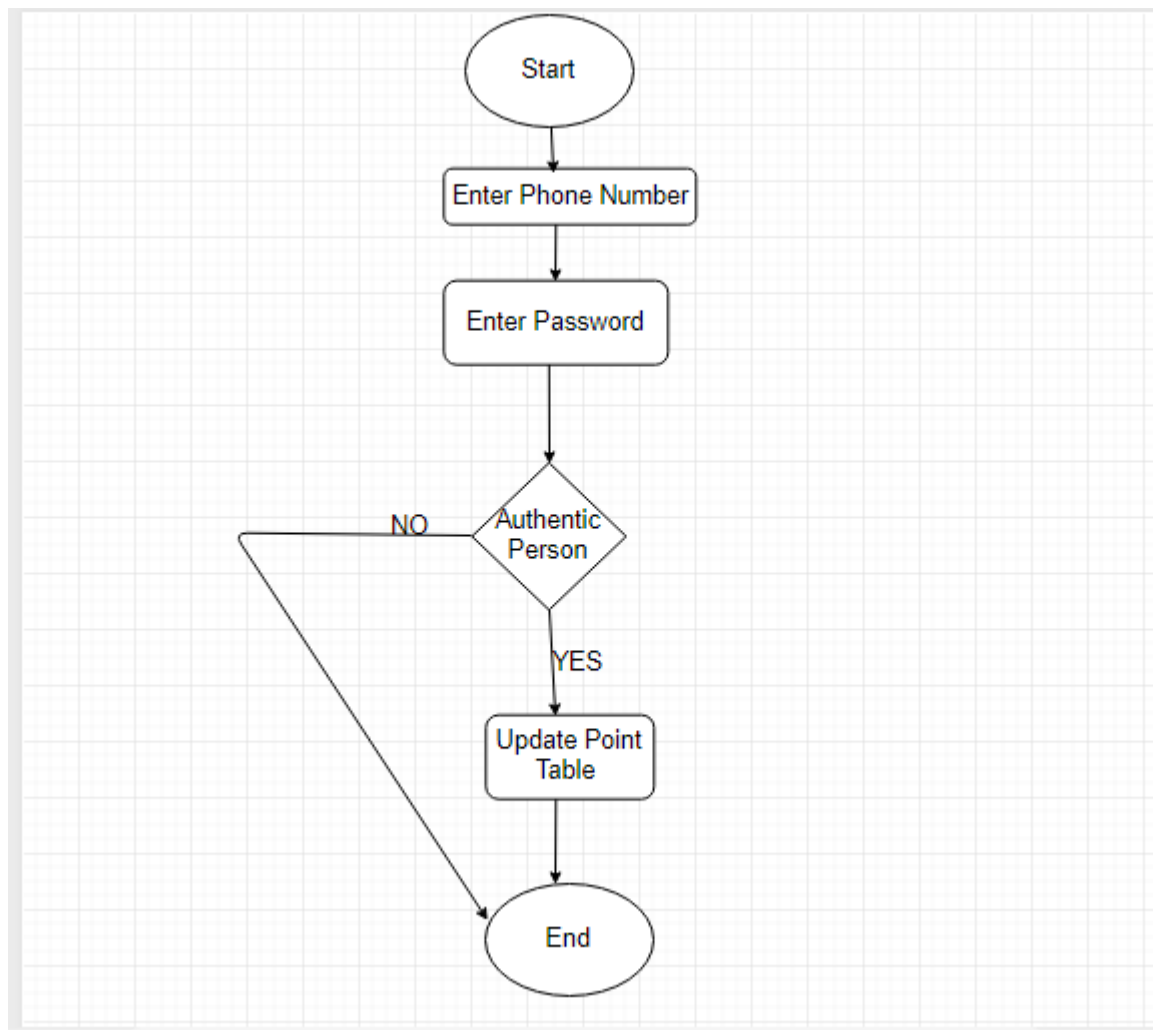 Start
Enter Phone Number
Enter Password
Authentic
Person
NO
YES
Update Point
Table
End